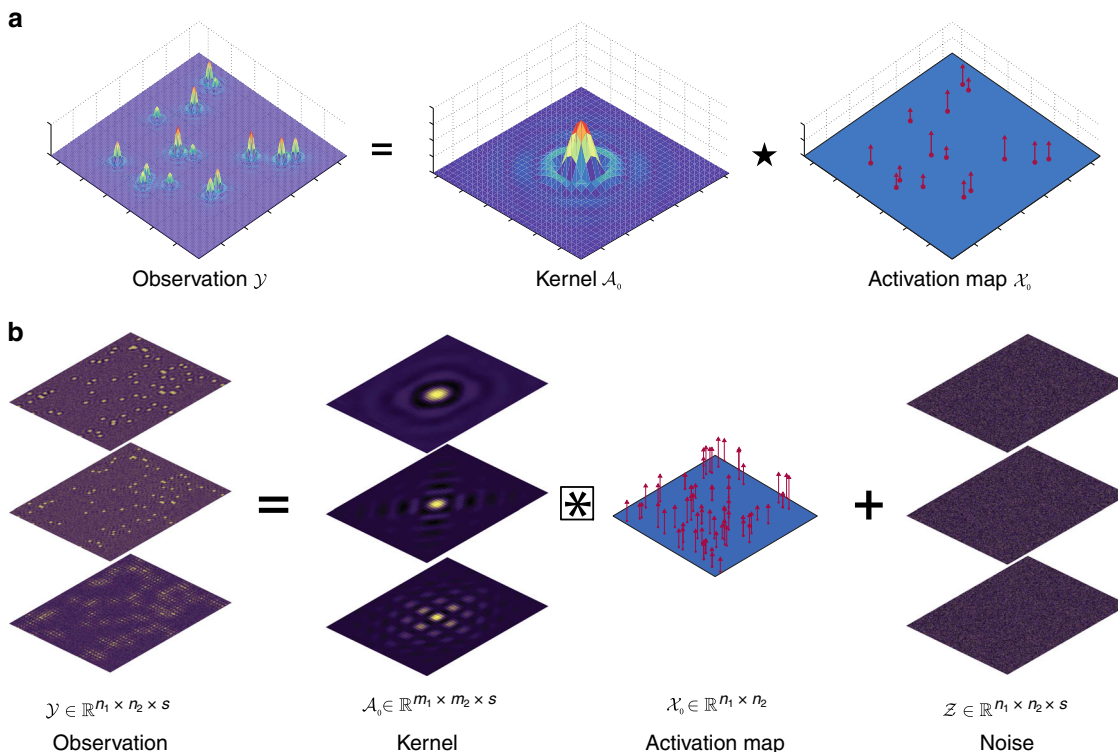 a
=
★
Observation 𝒴
Kernel 𝒜₀
Activation map 𝒳₀
b
=
⊛
+
𝒴 ∈ ℝ^{n₁ × n₂ × s}
𝒜₀ ∈ ℝ^{m₁ × m₂ × s}
𝒳₀ ∈ ℝ^{n₁ × n₂}
𝒵 ∈ ℝ^{n₁ × n₂ × s}
Observation
Kernel
Activation map
Noise